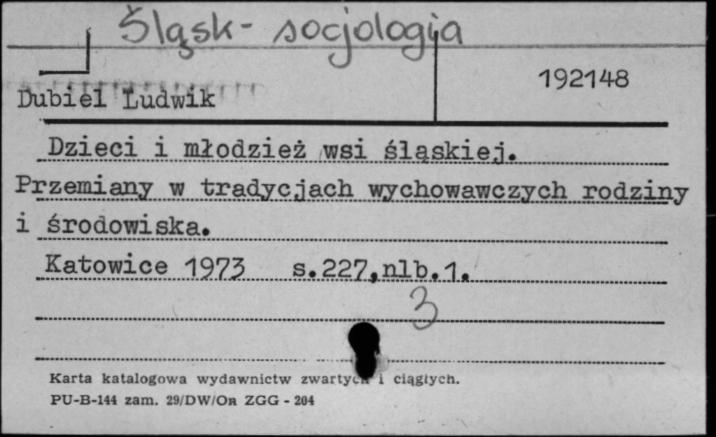 Śląsk - socjologia
192148
Dubiel Ludwik
Dzieci i młodzież wsi śląskiej.
Przemiany w tradycjach wychowawczych rodziny
i środowiska.
Katowice 1973 s.227,nlb.1.
3
Karta katalogowa wydawnictw zwartych i ciągłych.
PU-B-144 zam. 29/DW/On ZGG - 204